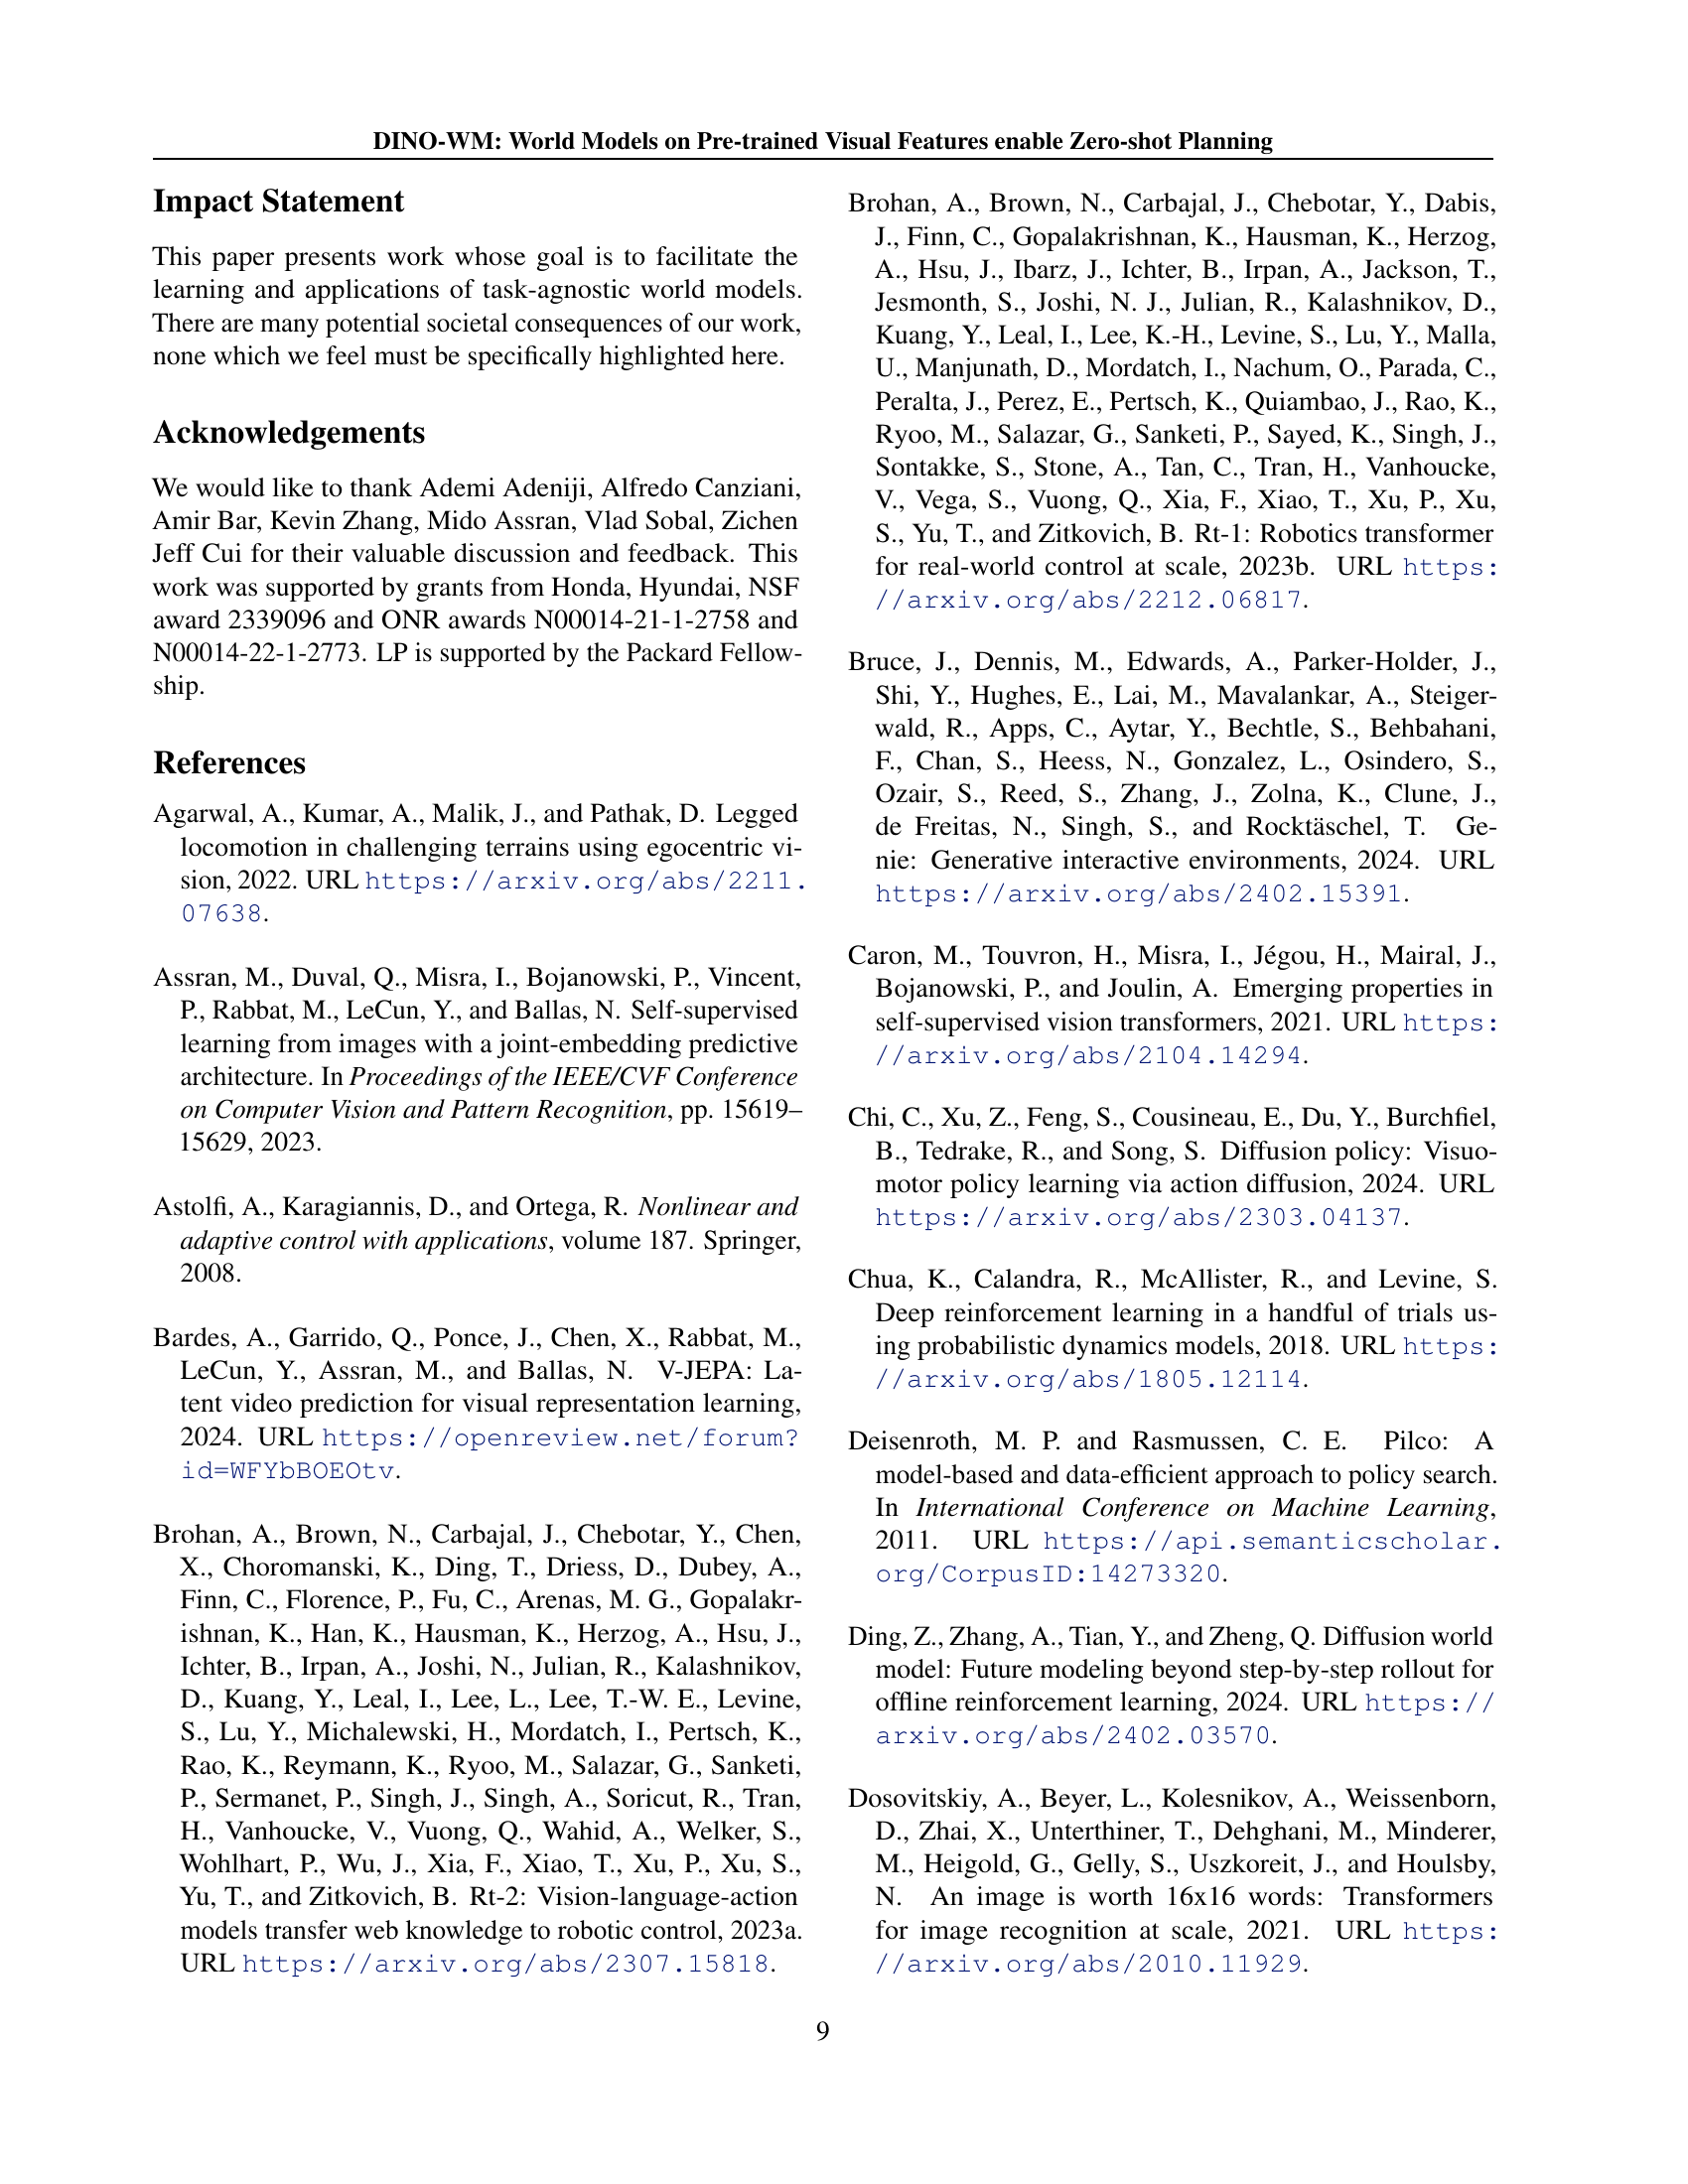 DINO-WM: World Models on Pre-trained Visual Features enable Zero-shot Planning
Impact Statement
This paper presents work whose goal is to facilitate the
learning and applications of task-agnostic world models.
There are many potential societal consequences of our work,
none which we feel must be specifically highlighted here.
Acknowledgements
We would like to thank Ademi Adeniji, Alfredo Canziani,
Amir Bar, Kevin Zhang, Mido Assran, Vlad Sobal, Zichen
Jeff Cui for their valuable discussion and feedback. This
work was supported by grants from Honda, Hyundai, NSF
award 2339096 and ONR awards N00014-21-1-2758 and
N00014-22-1-2773. LP is supported by the Packard Fellow-
ship.
References
Agarwal, A., Kumar, A., Malik, J., and Pathak, D. Legged
locomotion in challenging terrains using egocentric vi-
sion, 2022. URL https://arxiv.org/abs/2211.
07638.
Assran, M., Duval, Q., Misra, I., Bojanowski, P., Vincent,
P., Rabbat, M., LeCun, Y., and Ballas, N. Self-supervised
learning from images with a joint-embedding predictive
architecture. In Proceedings of the IEEE/CVF Conference
on Computer Vision and Pattern Recognition, pp. 15619–
15629, 2023.
Astolfi, A., Karagiannis, D., and Ortega, R. Nonlinear and
adaptive control with applications, volume 187. Springer,
2008.
Bardes, A., Garrido, Q., Ponce, J., Chen, X., Rabbat, M.,
LeCun, Y., Assran, M., and Ballas, N. V-JEPA: La-
tent video prediction for visual representation learning,
2024. URL https://openreview.net/forum?
id=WFYbBOEOtv.
Brohan, A., Brown, N., Carbajal, J., Chebotar, Y., Chen,
X., Choromanski, K., Ding, T., Driess, D., Dubey, A.,
Finn, C., Florence, P., Fu, C., Arenas, M. G., Gopalakr-
ishnan, K., Han, K., Hausman, K., Herzog, A., Hsu, J.,
Ichter, B., Irpan, A., Joshi, N., Julian, R., Kalashnikov,
D., Kuang, Y., Leal, I., Lee, L., Lee, T.-W. E., Levine,
S., Lu, Y., Michalewski, H., Mordatch, I., Pertsch, K.,
Rao, K., Reymann, K., Ryoo, M., Salazar, G., Sanketi,
P., Sermanet, P., Singh, J., Singh, A., Soricut, R., Tran,
H., Vanhoucke, V., Vuong, Q., Wahid, A., Welker, S.,
Wohlhart, P., Wu, J., Xia, F., Xiao, T., Xu, P., Xu, S.,
Yu, T., and Zitkovich, B. Rt-2: Vision-language-action
models transfer web knowledge to robotic control, 2023a.
URL https://arxiv.org/abs/2307.15818.
Brohan, A., Brown, N., Carbajal, J., Chebotar, Y., Dabis,
J., Finn, C., Gopalakrishnan, K., Hausman, K., Herzog,
A., Hsu, J., Ibarz, J., Ichter, B., Irpan, A., Jackson, T.,
Jesmonth, S., Joshi, N. J., Julian, R., Kalashnikov, D.,
Kuang, Y., Leal, I., Lee, K.-H., Levine, S., Lu, Y., Malla,
U., Manjunath, D., Mordatch, I., Nachum, O., Parada, C.,
Peralta, J., Perez, E., Pertsch, K., Quiambao, J., Rao, K.,
Ryoo, M., Salazar, G., Sanketi, P., Sayed, K., Singh, J.,
Sontakke, S., Stone, A., Tan, C., Tran, H., Vanhoucke,
V., Vega, S., Vuong, Q., Xia, F., Xiao, T., Xu, P., Xu,
S., Yu, T., and Zitkovich, B. Rt-1: Robotics transformer
for real-world control at scale, 2023b. URL https:
//arxiv.org/abs/2212.06817.
Bruce, J., Dennis, M., Edwards, A., Parker-Holder, J.,
Shi, Y., Hughes, E., Lai, M., Mavalankar, A., Steiger-
wald, R., Apps, C., Aytar, Y., Bechtle, S., Behbahani,
F., Chan, S., Heess, N., Gonzalez, L., Osindero, S.,
Ozair, S., Reed, S., Zhang, J., Zolna, K., Clune, J.,
de Freitas, N., Singh, S., and Rocktäschel, T. Ge-
nie: Generative interactive environments, 2024. URL
https://arxiv.org/abs/2402.15391.
Caron, M., Touvron, H., Misra, I., Jégou, H., Mairal, J.,
Bojanowski, P., and Joulin, A. Emerging properties in
self-supervised vision transformers, 2021. URL https:
//arxiv.org/abs/2104.14294.
Chi, C., Xu, Z., Feng, S., Cousineau, E., Du, Y., Burchfiel,
B., Tedrake, R., and Song, S. Diffusion policy: Visuo-
motor policy learning via action diffusion, 2024. URL
https://arxiv.org/abs/2303.04137.
Chua, K., Calandra, R., McAllister, R., and Levine, S.
Deep reinforcement learning in a handful of trials us-
ing probabilistic dynamics models, 2018. URL https:
//arxiv.org/abs/1805.12114.
Deisenroth, M. P. and Rasmussen, C. E. Pilco: A
model-based and data-efficient approach to policy search.
In International Conference on Machine Learning,
2011. URL https://api.semanticscholar.
org/CorpusID:14273320.
Ding, Z., Zhang, A., Tian, Y., and Zheng, Q. Diffusion world
model: Future modeling beyond step-by-step rollout for
offline reinforcement learning, 2024. URL https://
arxiv.org/abs/2402.03570.
Dosovitskiy, A., Beyer, L., Kolesnikov, A., Weissenborn,
D., Zhai, X., Unterthiner, T., Dehghani, M., Minderer,
M., Heigold, G., Gelly, S., Uszkoreit, J., and Houlsby,
N. An image is worth 16x16 words: Transformers
for image recognition at scale, 2021. URL https:
//arxiv.org/abs/2010.11929.
9